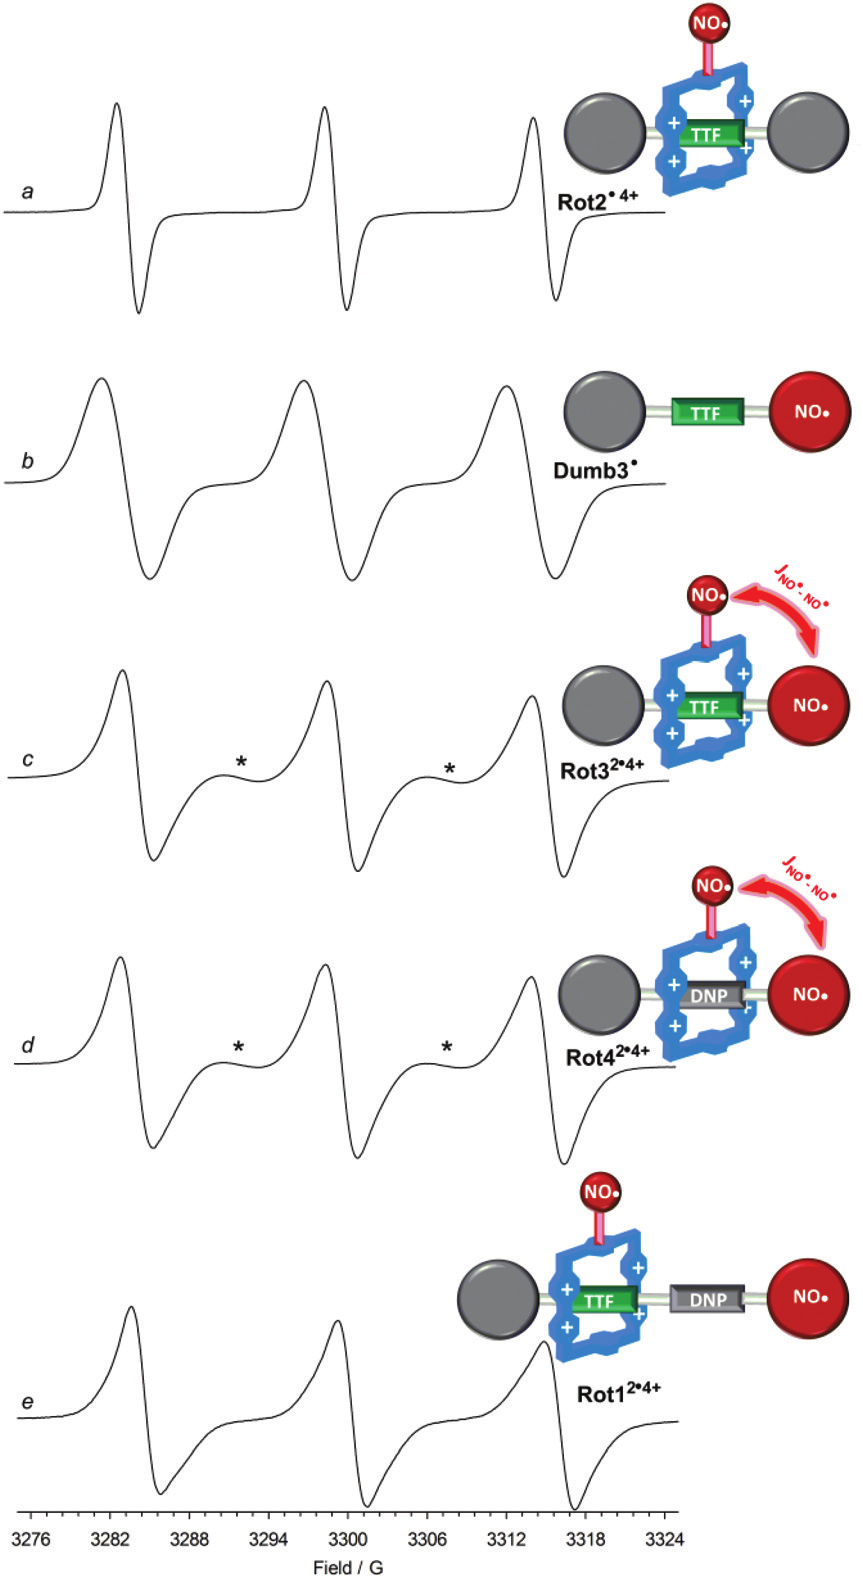 NO•
+
+
TTF
+
+
a
Rot2• 4+
TTF
NO•
b
Dumb3•
JNO•- NO•
NO•
+
+
TTF
NO•
+
+
*
*
c
Rot32•4+
JNO•- NO•
NO•
+
+
DNP
NO•
+
+
*
*
d
Rot42•4+
NO•
+
+
TTF
DNP
NO•
+
+
e
Rot12•4+
3276 3282 3288 3294 3300 3306 3312 3318 3324
Field / G